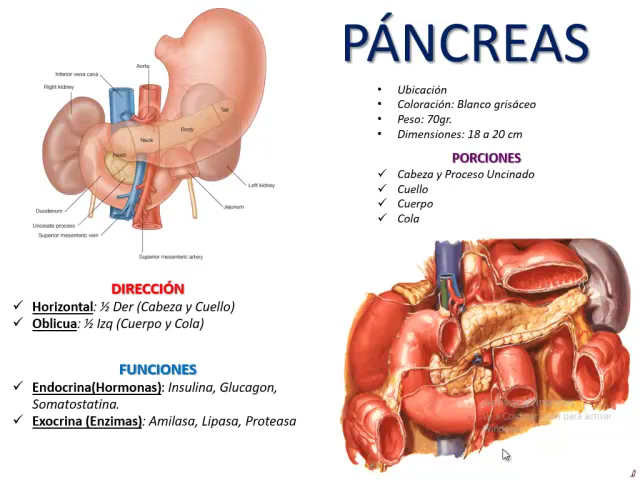 PÁNCREAS
Ubicación
Coloración: Blanco grisáceo
Peso: 70gr.
Dimensiones: 18 a 20 cm
PORCIONES
Cabeza y Proceso Uncinado
Cuello
Cuerpo
Cola
Aorta
Inferior vena cava
Right kidney
Tail
Body
Neck
Head
Left kidney
Jejunum
Duodenum
Uncinate process
Superior mesenteric vein
Superior mesenteric artery
DIRECCIÓN
Horizontal: ½ Der (Cabeza y Cuello)
Oblicua: ½ Izq (Cuerpo y Cola)
FUNCIONES
Endocrina(Hormonas): Insulina, Glucagon,
Somatostatina.
Exocrina (Enzimas): Amilasa, Lipasa, Proteasa
para activar